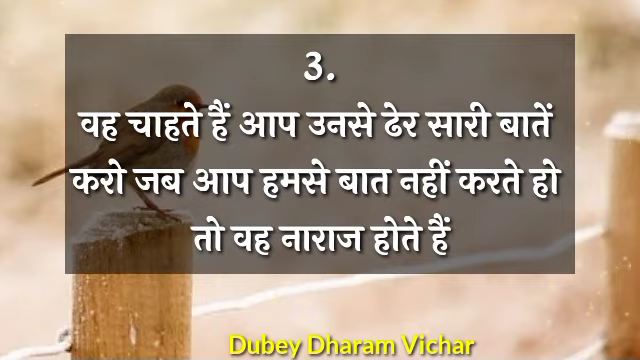 3.
वह चाहते हैं आप उनसे ढेर सारी बातें
करो जब आप हमसे बात नहीं करते हो
तो वह नाराज होते हैं
Dubey Dharam Vichar